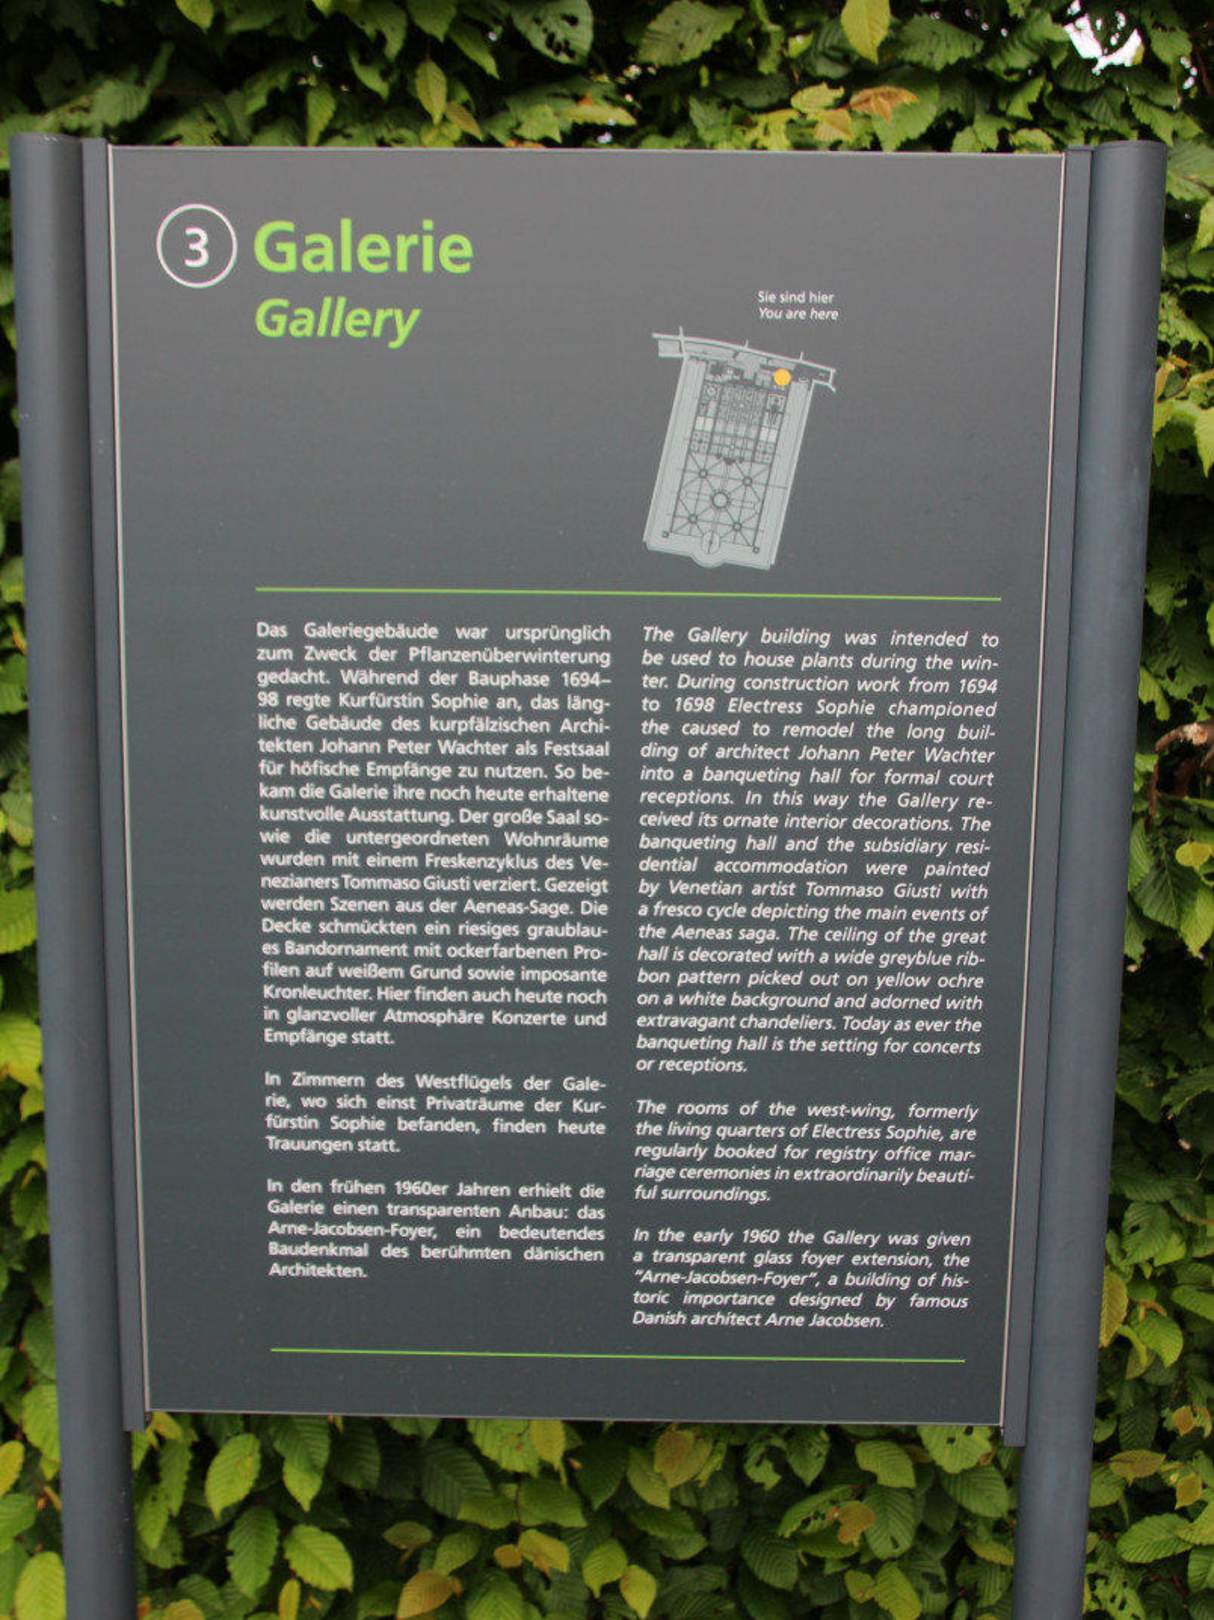 3 Galerie
Gallery
Sie sind hier
You are here
Das Galeriegebäude war ursprünglich
zum Zweck der Pflanzenüberwinterung
gedacht. Während der Bauphase 1694–
98 regte Kurfürstin Sophie an, das läng-
liche Gebäude des kurpfälzischen Archi-
tekten Johann Peter Wachter als Festsaal
für höfische Empfänge zu nutzen. So be-
kam die Galerie ihre noch heute erhaltene
kunstvolle Ausstattung. Der große Saal so-
wie die untergeordneten Wohnräume
wurden mit einem Freskenzyklus des Ve-
nezianers Tommaso Giusti verziert. Gezeigt
werden Szenen aus der Aeneas-Sage. Die
Decke schmückten ein riesiges graublau-
es Bandornament mit ockerfarbenen Pro-
filen auf weißem Grund sowie imposante
Kronleuchter. Hier finden auch heute noch
in glanzvoller Atmosphäre Konzerte und
Empfänge statt.
In Zimmern des Westflügels der Gale-
rie, wo sich einst Privaträume der Kur-
fürstin Sophie befanden, finden heute
Trauungen statt.
In den frühen 1960er Jahren erhielt die
Galerie einen transparenten Anbau: das
Arne-Jacobsen-Foyer, ein bedeutendes
Baudenkmal des berühmten dänischen
Architekten.
The Gallery building was intended to
be used to house plants during the win-
ter. During construction work from 1694
to 1698 Electress Sophie championed
the caused to remodel the long buil-
ding of architect Johann Peter Wachter
into a banqueting hall for formal court
receptions. In this way the Gallery re-
ceived its ornate interior decorations. The
banqueting hall and the subsidiary resi-
dential accommodation were painted
by Venetian artist Tommaso Giusti with
a fresco cycle depicting the main events of
the Aeneas saga. The ceiling of the great
hall is decorated with a wide greyblue rib-
bon pattern picked out on yellow ochre
on a white background and adorned with
extravagant chandeliers. Today as ever the
banqueting hall is the setting for concerts
or receptions.
The rooms of the west-wing, formerly
the living quarters of Electress Sophie, are
regularly booked for registry office mar-
riage ceremonies in extraordinarily beauti-
ful surroundings.
In the early 1960 the Gallery was given
a transparent glass foyer extension, the
"Arne-Jacobsen-Foyer", a building of his-
toric importance designed by famous
Danish architect Arne Jacobsen.